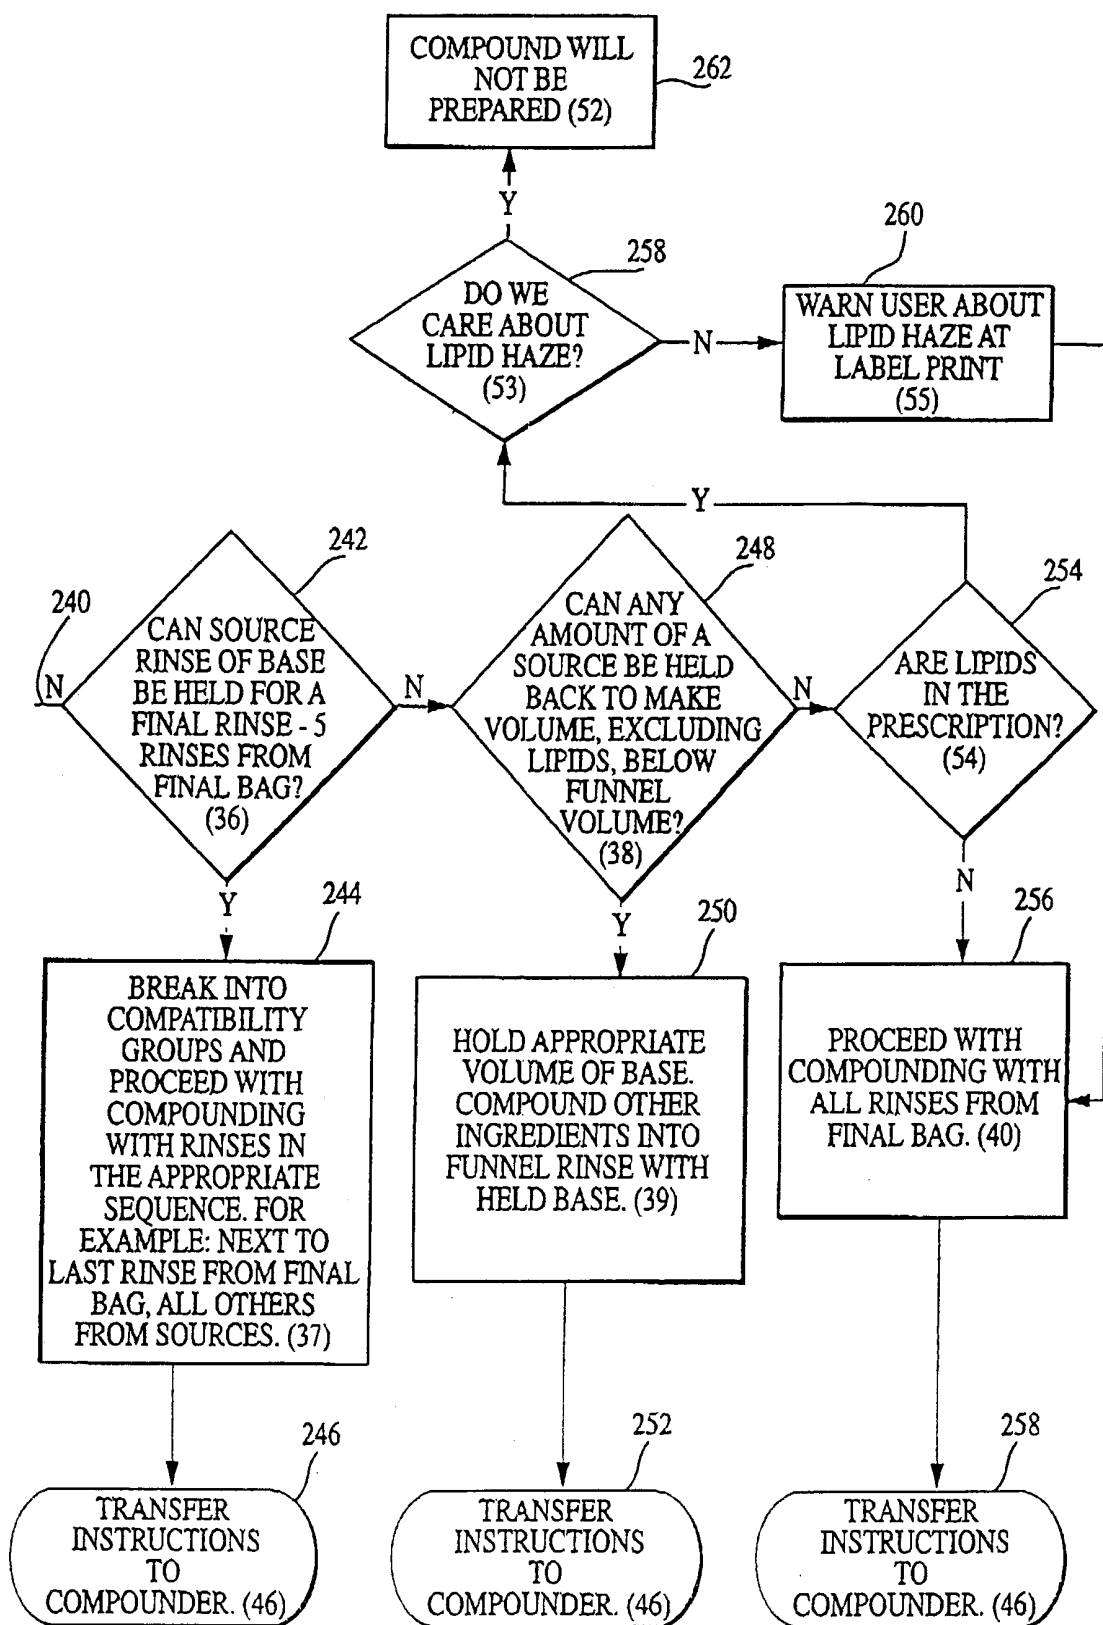 COMPOUND WILL
NOT BE
PREPARED (52)
262
Y
258
DO WE
CARE ABOUT
LIPID HAZE?
(53)
N
260
WARN USER ABOUT
LIPID HAZE AT
LABEL PRINT
(55)
Y
240
N
242
CAN SOURCE
RINSE OF BASE
BE HELD FOR A
FINAL RINSE - 5
RINSES FROM
FINAL BAG?
(36)
N
248
CAN ANY
AMOUNT OF A
SOURCE BE HELD
BACK TO MAKE
VOLUME, EXCLUDING
LIPIDS, BELOW
FUNNEL
VOLUME?
(38)
N
254
ARE LIPIDS
IN THE
PRESCRIPTION?
(54)
Y
Y
N
244
BREAK INTO
COMPATIBILITY
GROUPS AND
PROCEED WITH
COMPOUNDING
WITH RINSES IN
THE APPROPRIATE
SEQUENCE. FOR
EXAMPLE: NEXT TO
LAST RINSE FROM FINAL
BAG, ALL OTHERS
FROM SOURCES. (37)
250
HOLD APPROPRIATE
VOLUME OF BASE.
COMPOUND OTHER
INGREDIENTS INTO
FUNNEL RINSE WITH
HELD BASE. (39)
256
PROCEED WITH
COMPOUNDING WITH
ALL RINSES FROM
FINAL BAG. (40)
246
TRANSFER
INSTRUCTIONS
TO
COMPOUNDER. (46)
252
TRANSFER
INSTRUCTIONS
TO
COMPOUNDER. (46)
258
TRANSFER
INSTRUCTIONS
TO
COMPOUNDER. (46)